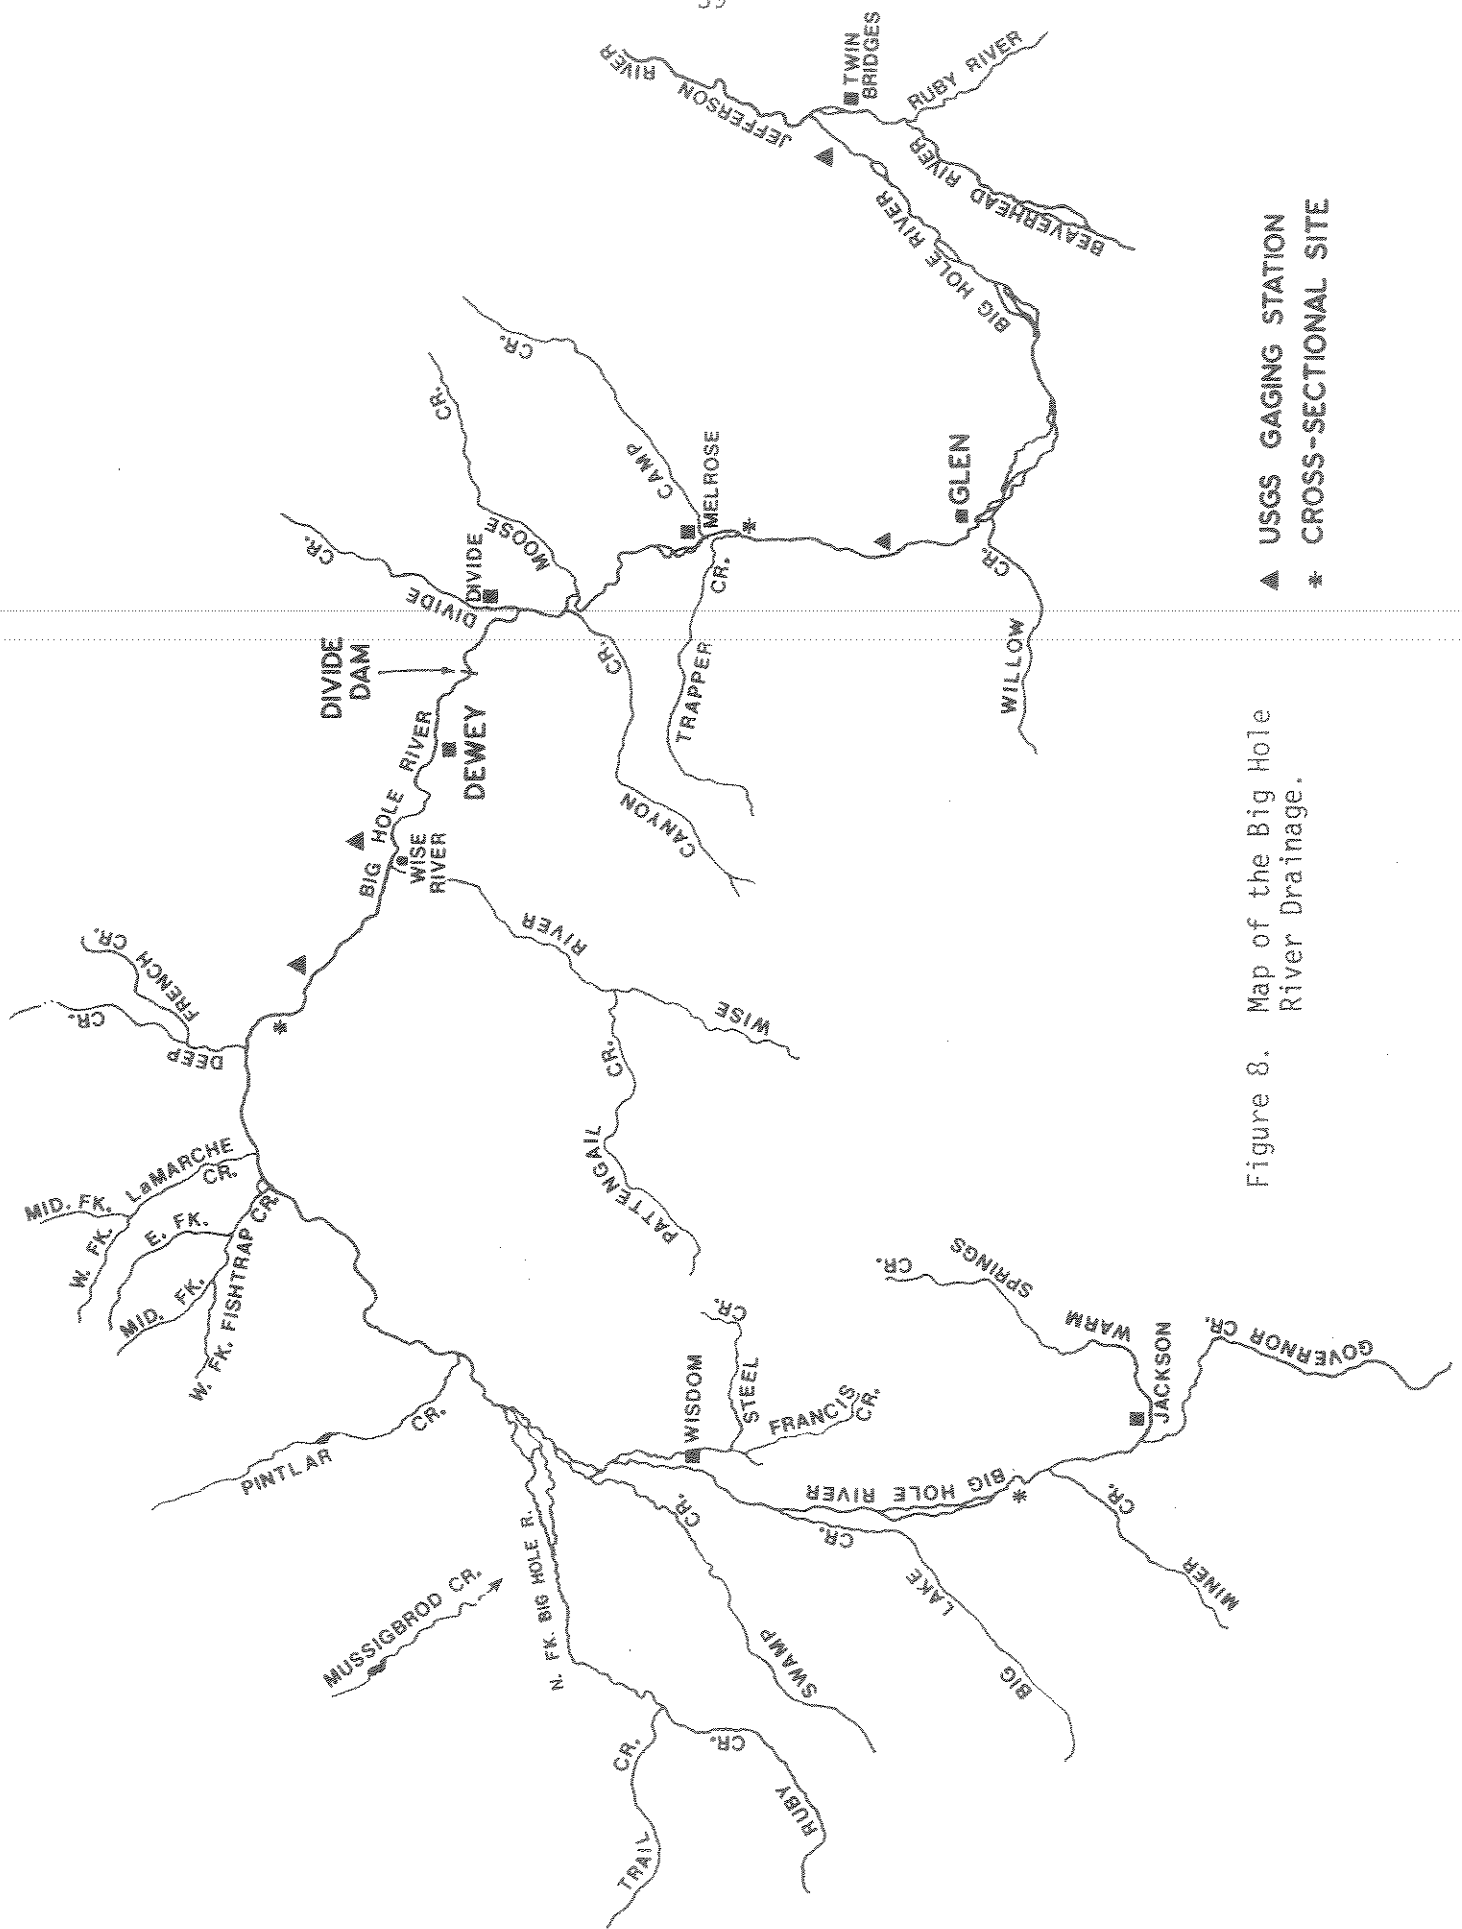 59
JEFFERSON RIVER
TWIN
BRIDGES
RUBY RIVER
BEAVERHEAD RIVER
BIG HOLE RIVER
CAMP CR.
MOOSE CR.
DIVIDE CR.
DIVIDE
MELROSE
GLEN
WILLOW CR.
TRAPPER CR.
CANYON CR.
DIVIDE
DAM
DEWEY
BIG HOLE RIVER
WISE
RIVER
WISE RIVER
PATTENGAIL CR.
FRENCH CR.
DEEP CR.
LaMARCHE
CR.
MID. FK.
W. FK.
E. FK.
MID. FK.
W. FK. FISHTRAP CR.
PINTLAR CR.
MUSSIGBROD CR.
N. FK. BIG HOLE R.
TRAIL CR.
RUBY CR.
SWAMP CR.
BIG LAKE CR.
WISDOM
STEEL CR.
FRANCIS
CR.
BIG HOLE RIVER
MINER CR.
JACKSON
WARM SPRINGS CR.
GOVERNOR CR.
▲ USGS GAGING STATION
* CROSS-SECTIONAL SITE
Figure 8. Map of the Big Hole
River Drainage.